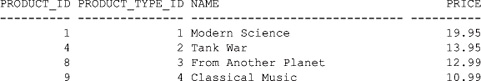 PRODUCT_ID PRODUCT_TYPE_ID NAME                           PRICE
---------- --------------- ------------------------------ ----------
         1               1 Modern Science                 19.95
         4               2 Tank War                       13.95
         8               3 From Another Planet            12.99
         9               4 Classical Music                10.99